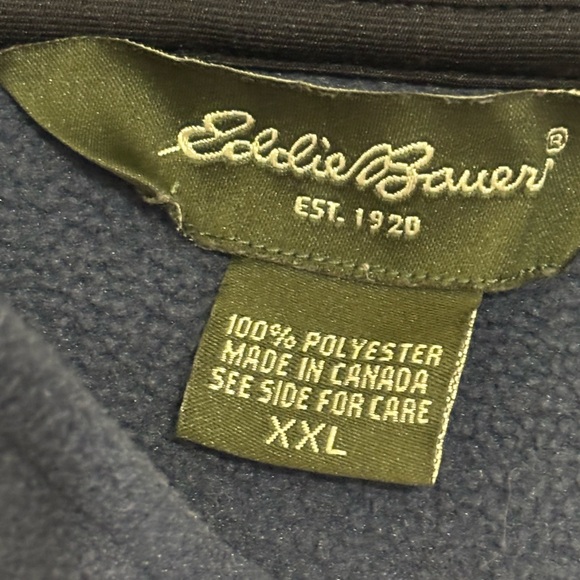 Eddie Bauer®
EST. 1920
100% POLYESTER
MADE IN CANADA
SEE SIDE FOR CARE
XXL